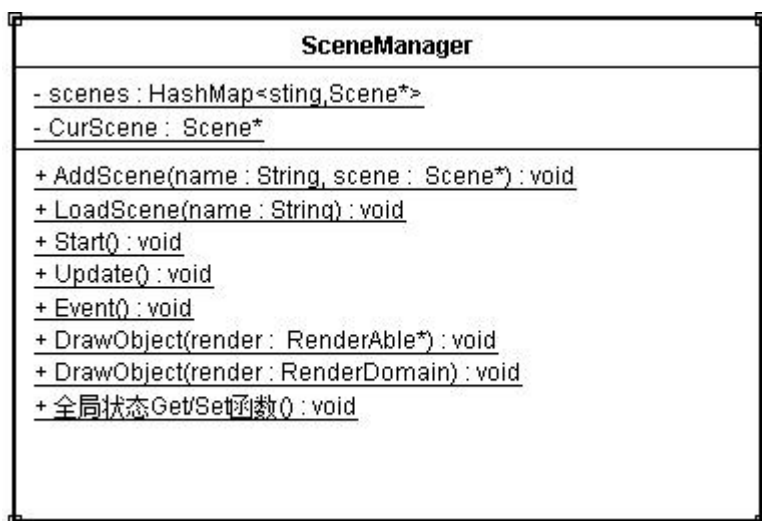 SceneManager
- scenes : HashMap<sting,Scene*>
- CurScene : Scene*
+ AddScene(name : String, scene : Scene*) : void
+ LoadScene(name : String) : void
+ Start() : void
+ Update() : void
+ Event() : void
+ DrawObject(render : RenderAble*) : void
+ DrawObject(render : RenderDomain) : void
+ 全局状态Get/Set函数() : void